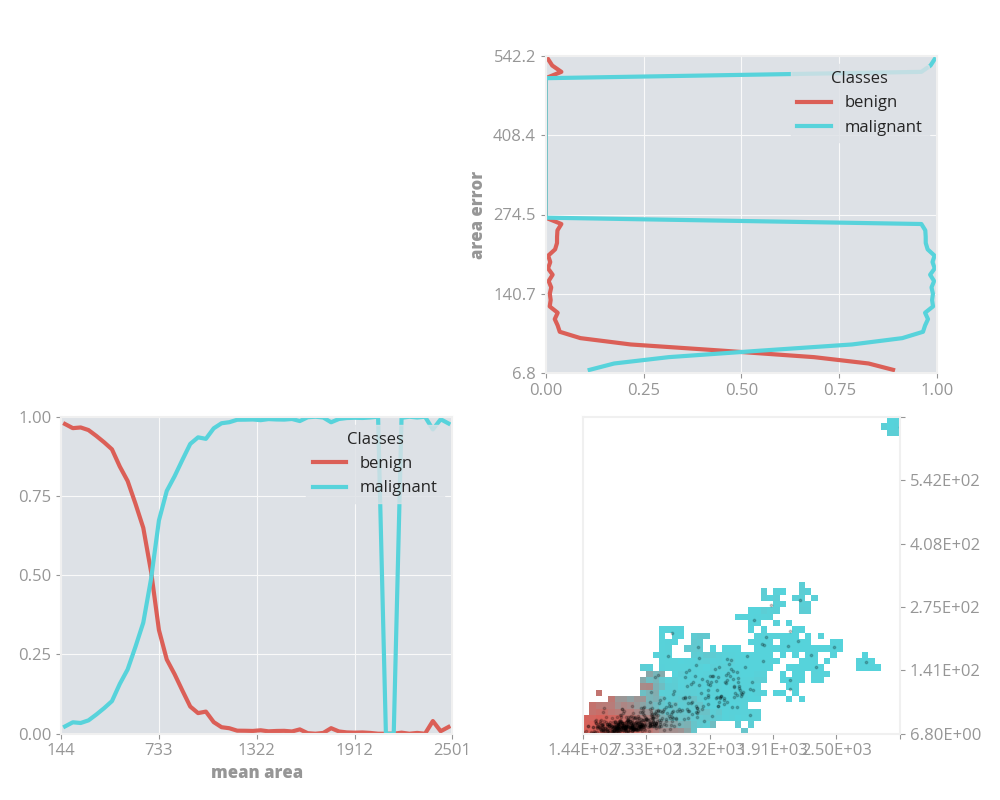 542.2
408.4
274.5
140.7
6.8
area error
0.00 0.25 0.50 0.75 1.00
Classes
benign
malignant
1.00
0.75
0.50
0.25
0.00
144 733 1322 1912 2501
mean area
Classes
benign
malignant
5.42E+02
4.08E+02
2.75E+02
1.41E+02
6.80E+00
1.44E+02 7.33E+02 1.32E+03 1.91E+03 2.50E+03